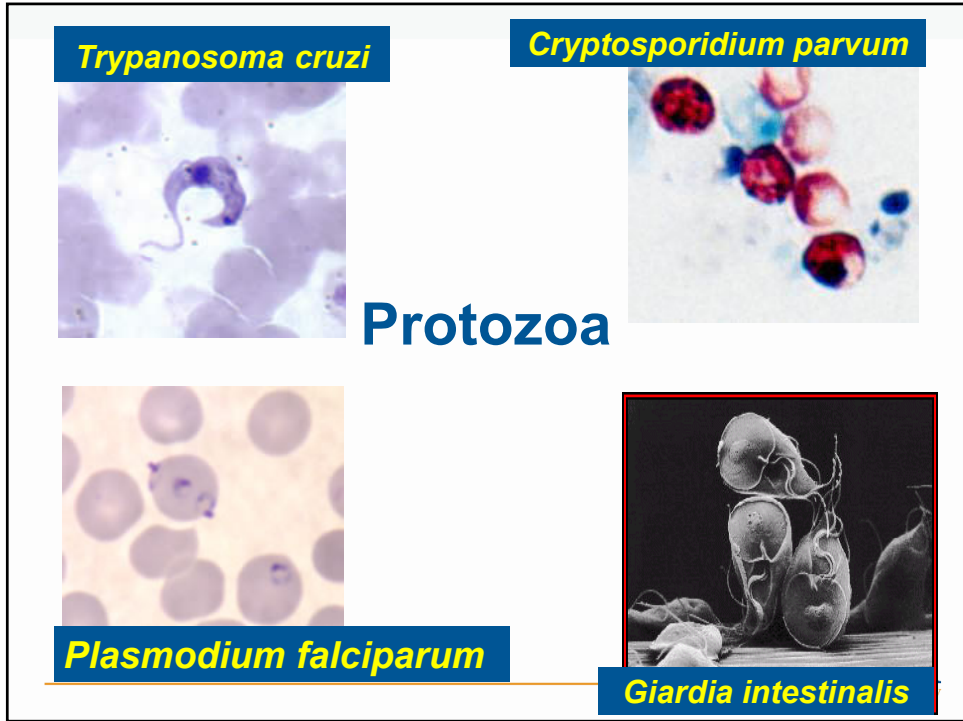 Trypanosoma cruzi
Cryptosporidium parvum
Protozoa
Plasmodium falciparum
Giardia intestinalis